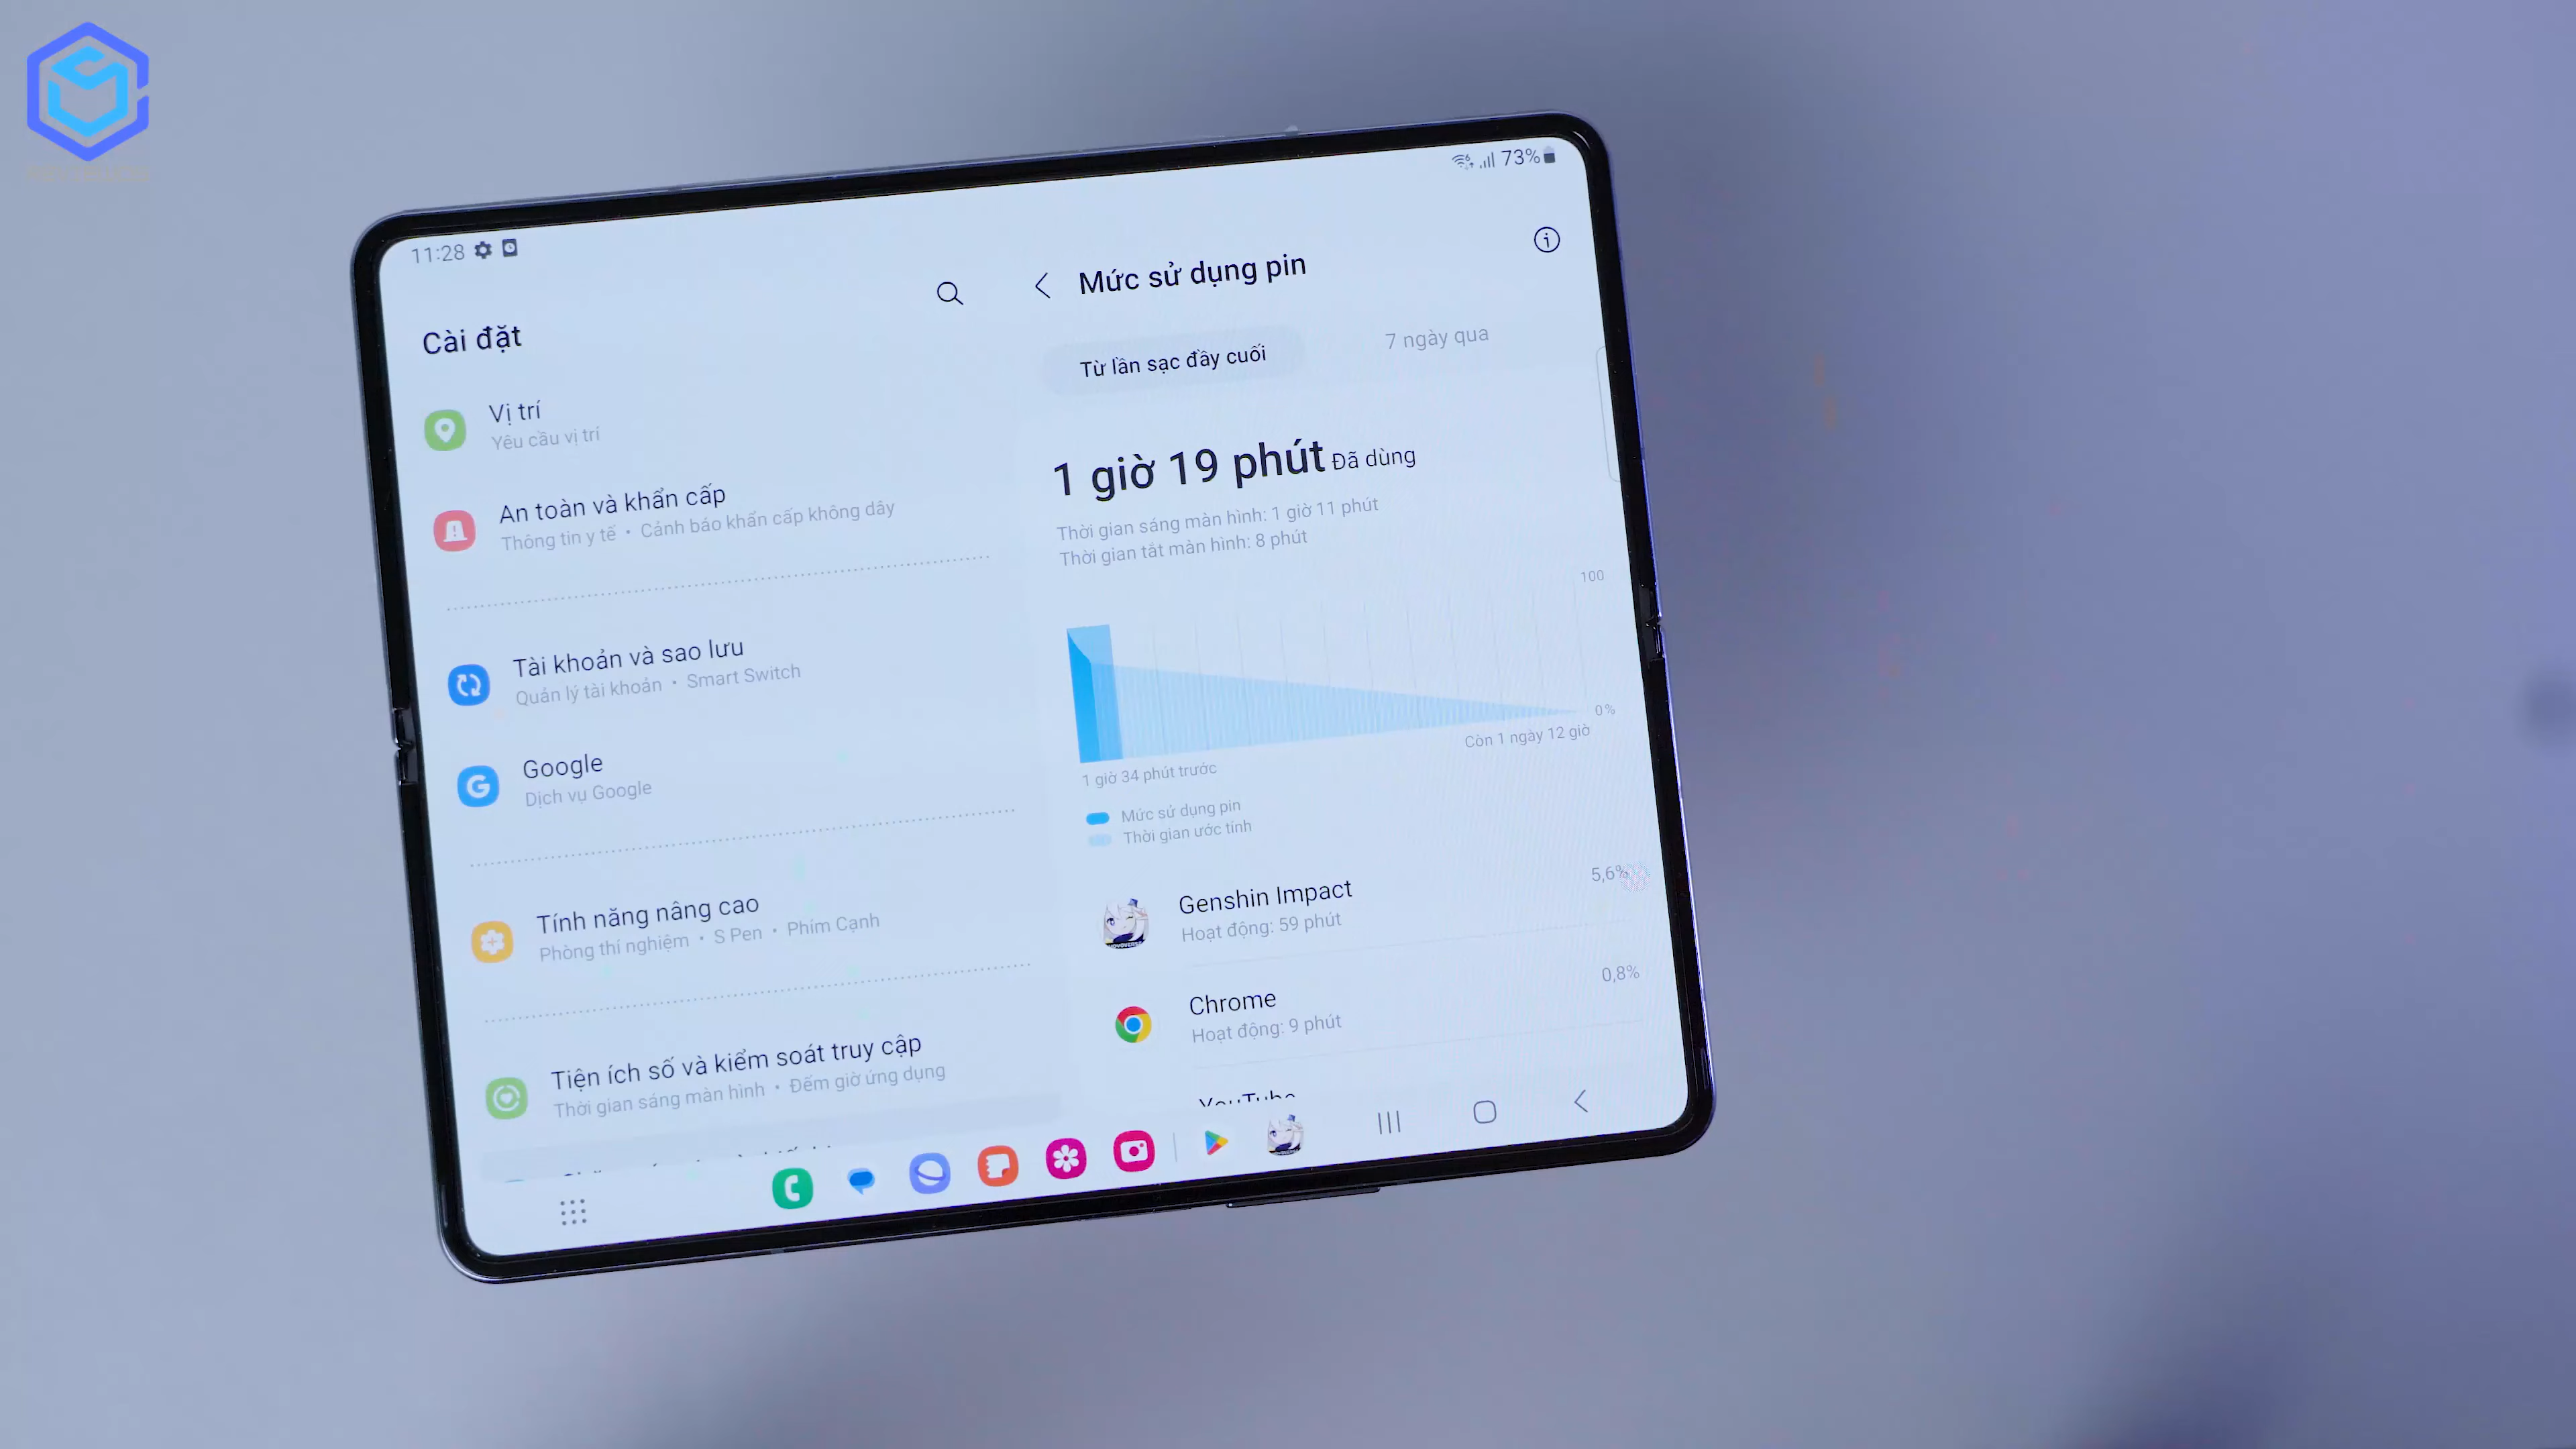 11:28
73%
Cài đặt
Vị trí
Yêu cầu vị trí
An toàn và khẩn cấp
Thông tin y tế • Cảnh báo khẩn cấp không dây
Tài khoản và sao lưu
Quản lý tài khoản • Smart Switch
Google
Dịch vụ Google
Tính năng nâng cao
Phòng thí nghiệm • S Pen • Phím Cạnh
Tiện ích số và kiểm soát truy cập
Thời gian sáng màn hình • Đếm giờ ứng dụng
Mức sử dụng pin
Từ lần sạc đầy cuối
7 ngày qua
1 giờ 19 phút Đã dùng
Thời gian sáng màn hình: 1 giờ 11 phút
Thời gian tắt màn hình: 8 phút
100
0%
Còn 1 ngày 12 giờ
1 giờ 34 phút trước
Mức sử dụng pin
Thời gian ước tính
Genshin Impact
5,6%
Hoạt động: 59 phút
Chrome
0,8%
Hoạt động: 9 phút
YouTube